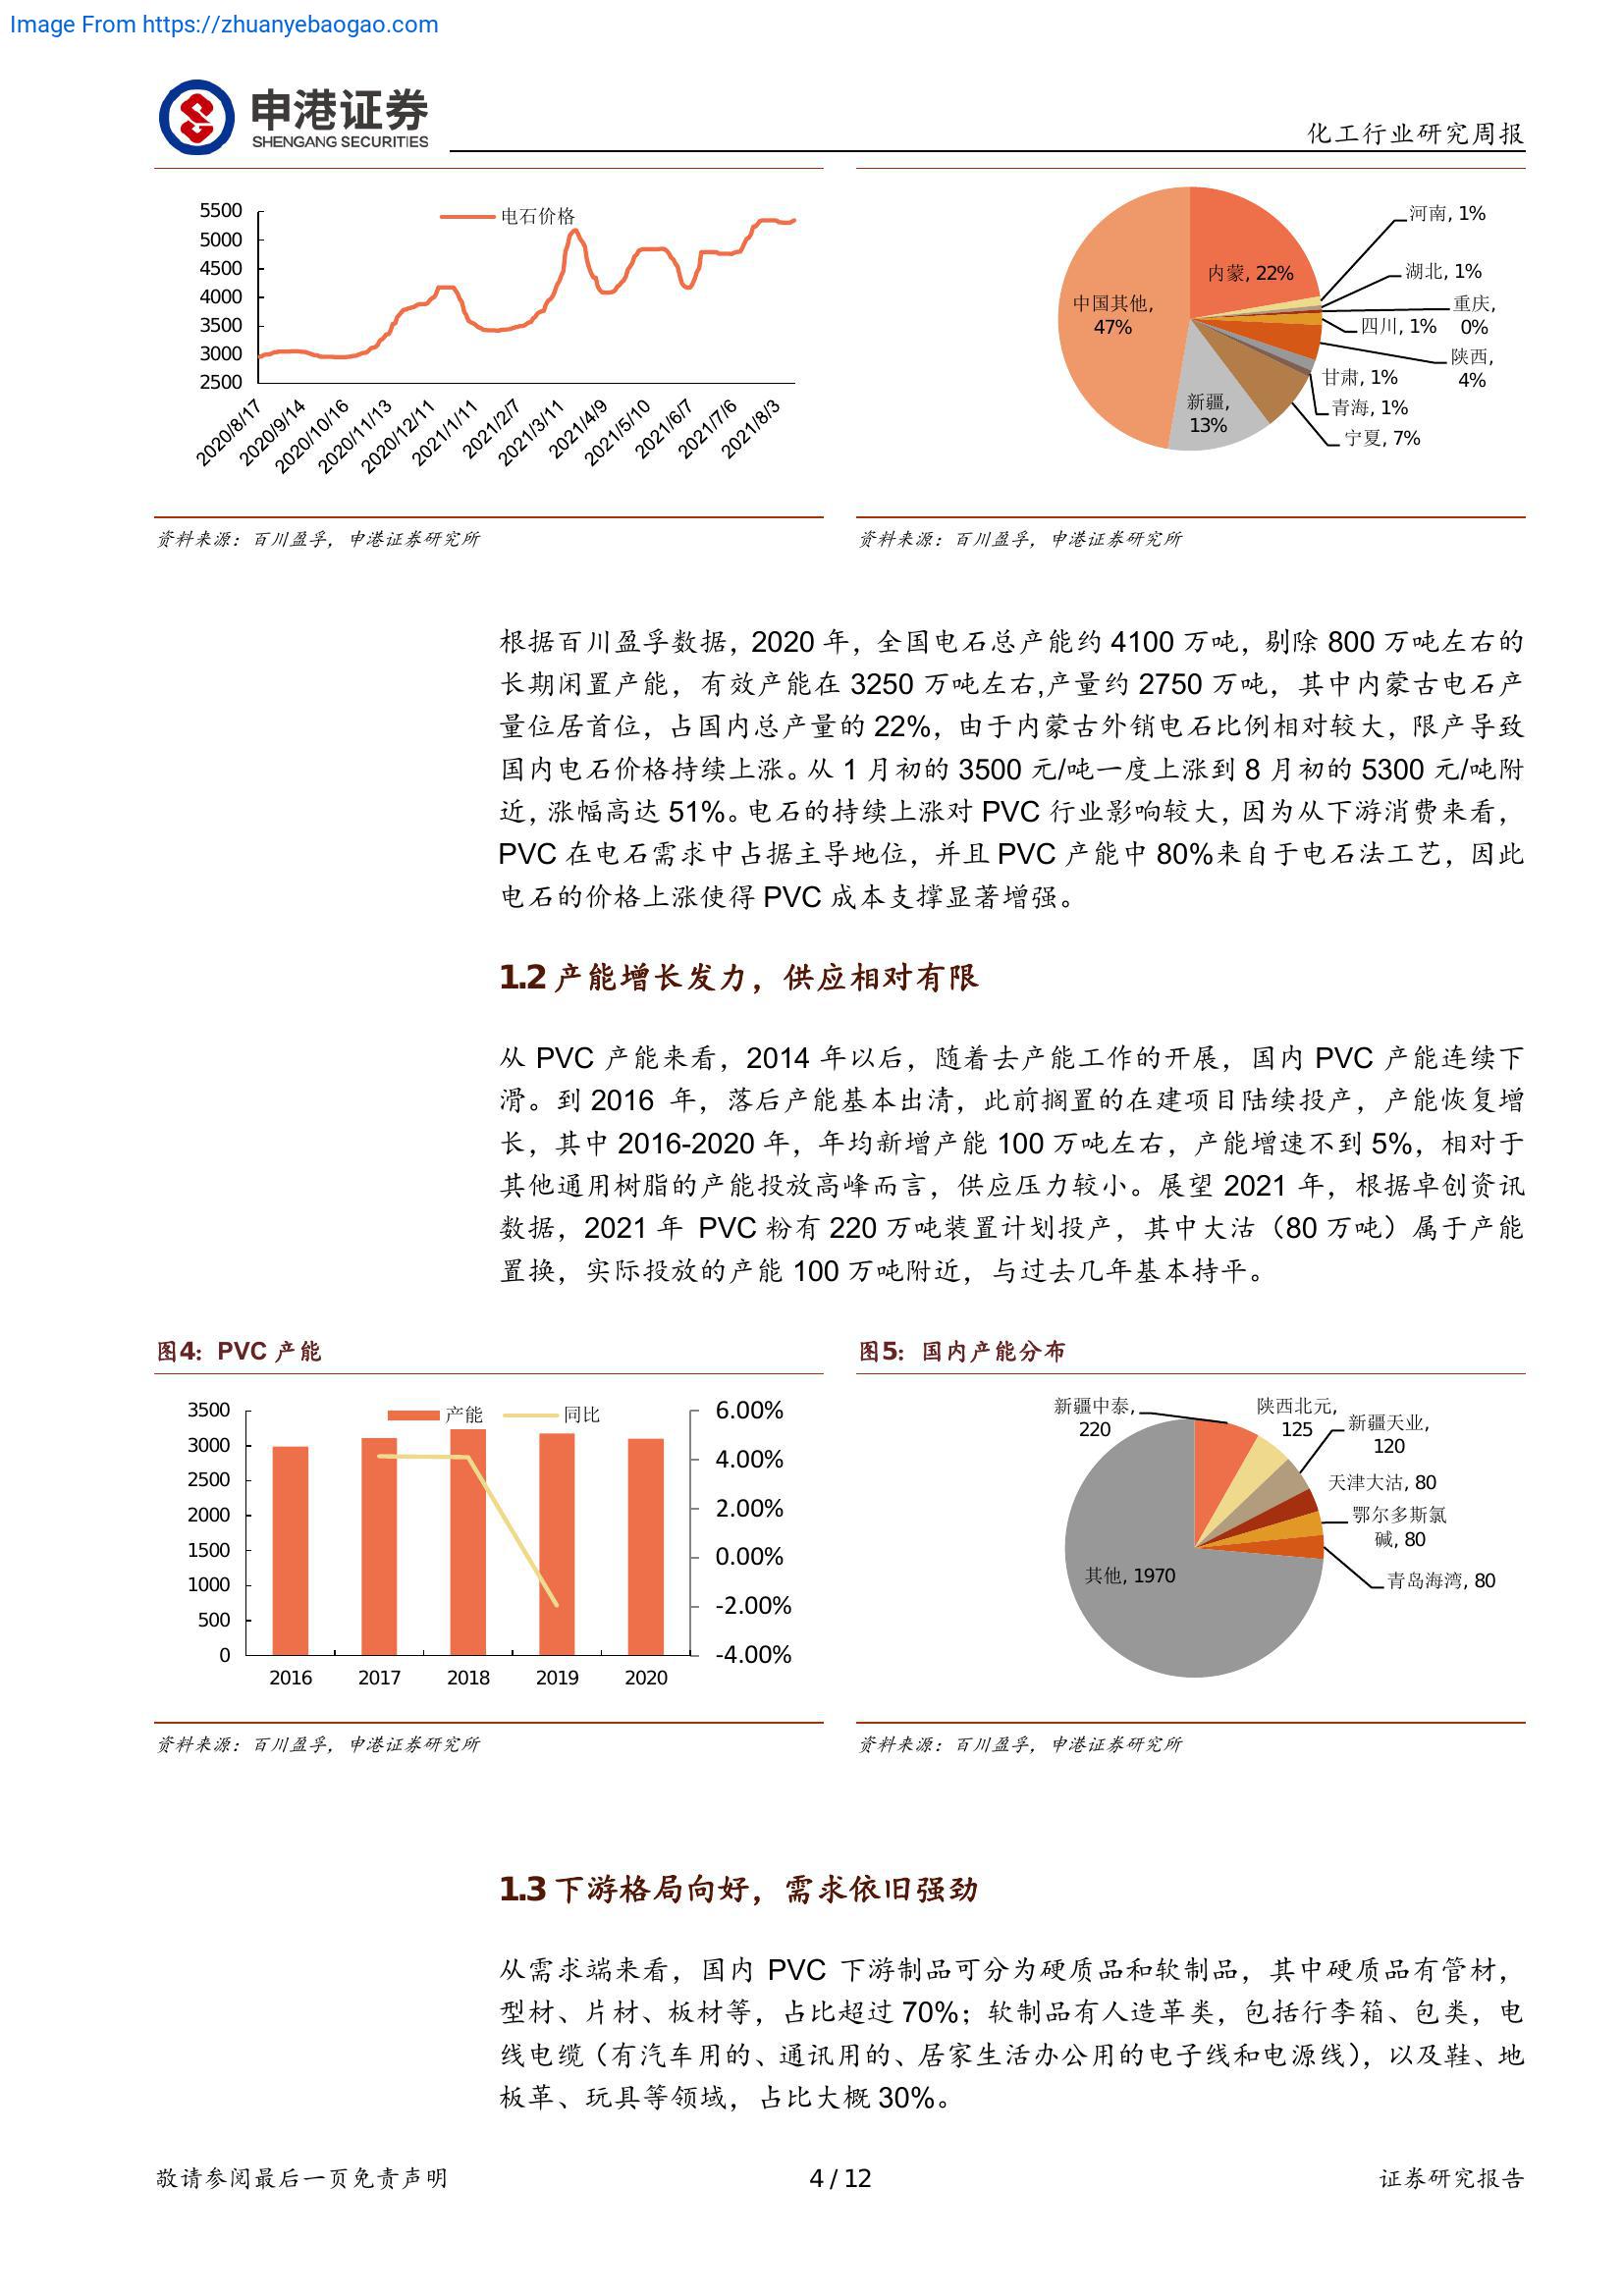 Image From https://zhuanyebaogao.com
申港证券
SHENGANG SECURITIES
化工行业研究周报
电石价格
5500
5000
4500
4000
3500
3000
2500
2020/8/17
2020/9/14
2020/10/16
2020/11/13
2020/12/11
2021/1/11
2021/2/7
2021/3/11
2021/4/9
2021/5/10
2021/6/7
2021/7/6
2021/8/3
内蒙, 22%
河南, 1%
湖北, 1%
重庆,
0%
四川, 1%
陕西,
4%
甘肃, 1%
青海, 1%
宁夏, 7%
新疆,
13%
中国其他,
47%
资料来源：百川盈孚，申港证券研究所
资料来源：百川盈孚，申港证券研究所
根据百川盈孚数据，2020 年，全国电石总产能约 4100 万吨，剔除 800 万吨左右的
长期闲置产能，有效产能在 3250 万吨左右,产量约 2750 万吨，其中内蒙古电石产
量位居首位，占国内总产量的 22%，由于内蒙古外销电石比例相对较大，限产导致
国内电石价格持续上涨。从 1 月初的 3500 元/吨一度上涨到 8 月初的 5300 元/吨附
近，涨幅高达 51%。电石的持续上涨对 PVC 行业影响较大，因为从下游消费来看，
PVC 在电石需求中占据主导地位，并且 PVC 产能中 80%来自于电石法工艺，因此
电石的价格上涨使得 PVC 成本支撑显著增强。
1.2 产能增长发力，供应相对有限
从 PVC 产能来看，2014 年以后，随着去产能工作的开展，国内 PVC 产能连续下
滑。到 2016 年，落后产能基本出清，此前搁置的在建项目陆续投产，产能恢复增
长，其中 2016-2020 年，年均新增产能 100 万吨左右，产能增速不到 5%，相对于
其他通用树脂的产能投放高峰而言，供应压力较小。展望 2021 年，根据卓创资讯
数据，2021 年 PVC 粉有 220 万吨装置计划投产，其中大沽（80 万吨）属于产能
置换，实际投放的产能 100 万吨附近，与过去几年基本持平。
图4：PVC 产能
产能
同比
3500
3000
2500
2000
1500
1000
500
0
6.00%
4.00%
2.00%
0.00%
-2.00%
-4.00%
2016
2017
2018
2019
2020
资料来源：百川盈孚，申港证券研究所
图5：国内产能分布
新疆中泰,
220
陕西北元,
125
新疆天业,
120
天津大沽, 80
鄂尔多斯氯
碱, 80
青岛海湾, 80
其他, 1970
资料来源：百川盈孚，申港证券研究所
1.3 下游格局向好，需求依旧强劲
从需求端来看，国内 PVC 下游制品可分为硬质品和软制品，其中硬质品有管材，
型材、片材、板材等，占比超过 70%；软制品有人造革类，包括行李箱、包类，电
线电缆（有汽车用的、通讯用的、居家生活办公用的电子线和电源线），以及鞋、地
板革、玩具等领域，占比大概 30%。
敬请参阅最后一页免责声明
4 / 12
证券研究报告